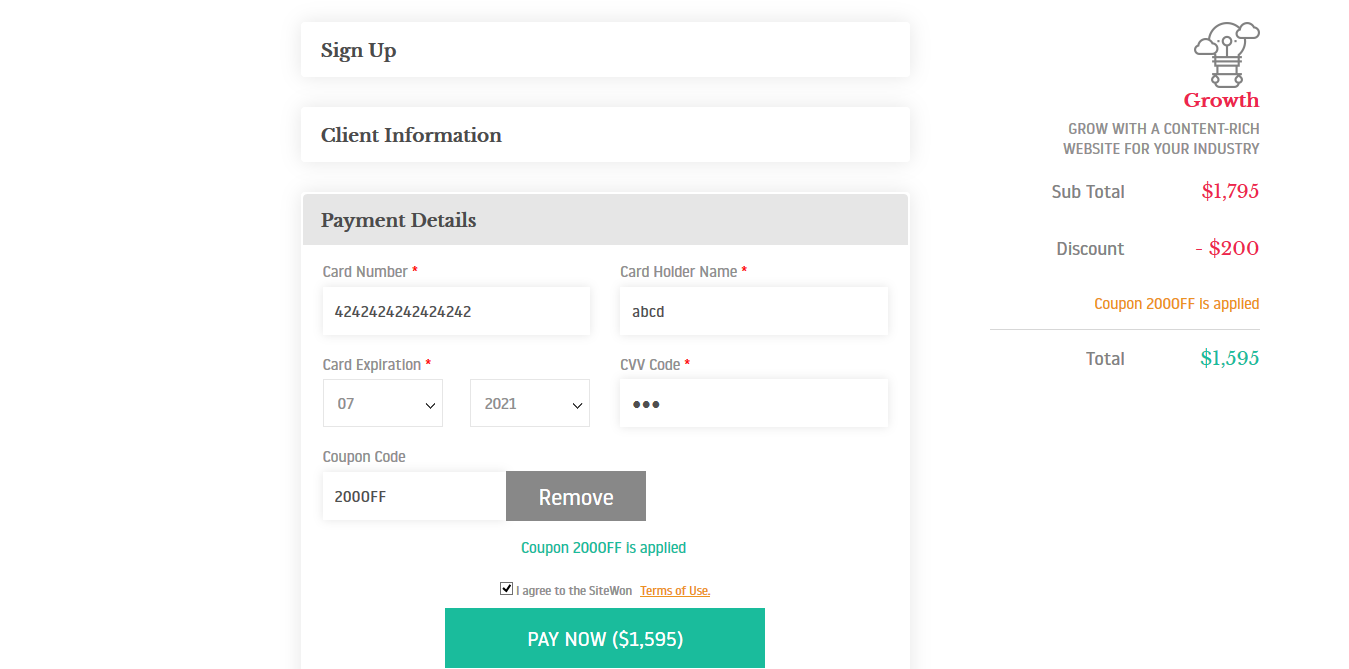 Sign Up
Client Information
Payment Details
Card Number *
Card Holder Name *
4242424242424242
abcd
Card Expiration *
CVV Code *
07
2021
•••
Coupon Code
200OFF
Remove
Coupon 200OFF is applied
I agree to the SiteWon Terms of Use.
PAY NOW ($1,595)
Growth
GROW WITH A CONTENT-RICH
WEBSITE FOR YOUR INDUSTRY
Sub Total $1,795
Discount - $200
Coupon 200OFF is applied
Total $1,595